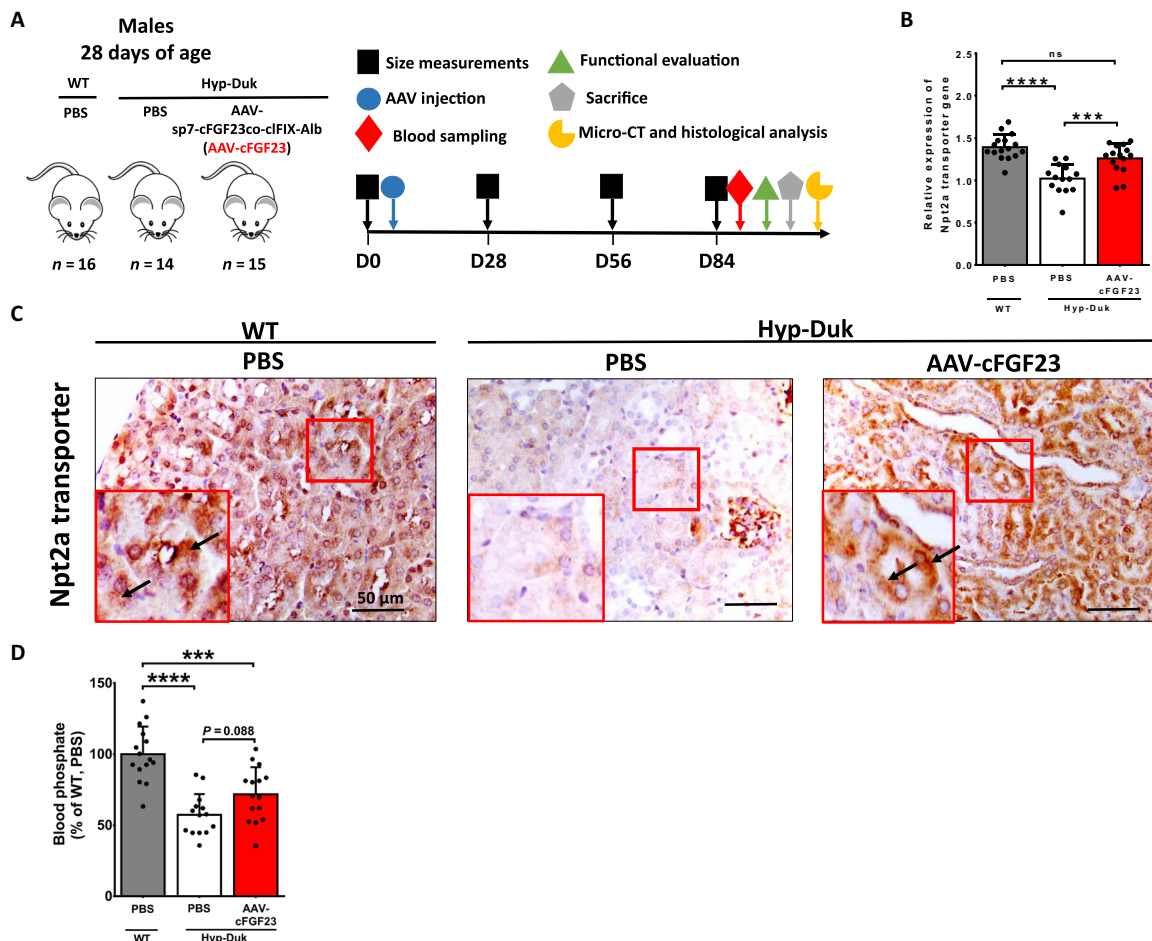 A
Males
28 days of age
WT
Hyp-Duk
PBS
PBS
AAV-
sp7-cFGF23co-clFIX-Alb
(AAV-cFGF23)
n = 16
n = 14
n = 15
Size measurements
Functional evaluation
AAV injection
Sacrifice
Blood sampling
Micro-CT and histological analysis
D0
D28
D56
D84
B
Relative expression of
Npt2a transporter gene
2.5
2.0
1.5
1.0
0.5
0.0
ns
****
***
PBS
PBS
AAV-
cFGF23
WT
Hyp-Duk
C
WT
Hyp-Duk
PBS
PBS
AAV-cFGF23
Npt2a transporter
50 µm
D
Blood phosphate
(% of WT, PBS)
150
100
50
0
***
****
P = 0.088
PBS
PBS
AAV-
cFGF23
WT
Hyp-Duk